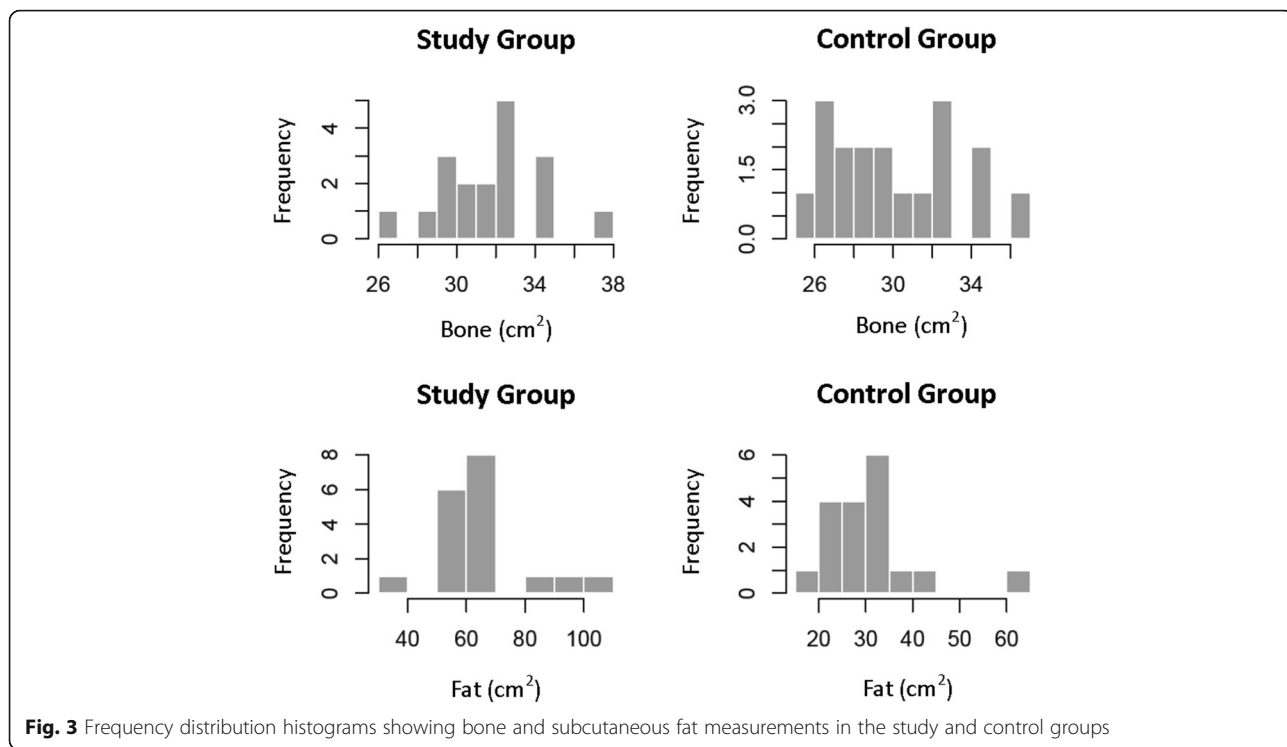 Study Group
Control Group
Frequency
0 2 4
26 30 34 38
Bone (cm²)
Frequency
0.0 1.5 3.0
26 30 34
Bone (cm²)
Study Group
Control Group
Frequency
0 2 4 6 8
40 60 80 100
Fat (cm²)
Frequency
0 2 4 6
20 30 40 50 60
Fat (cm²)
Fig. 3 Frequency distribution histograms showing bone and subcutaneous fat measurements in the study and control groups